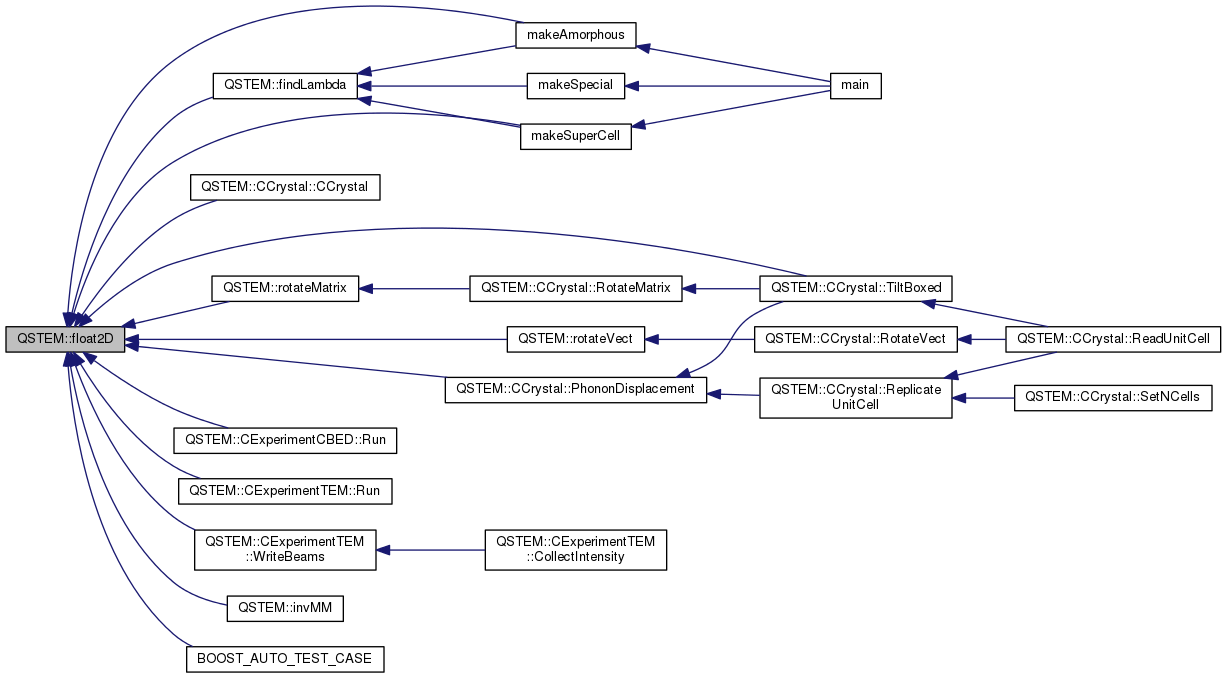 makeAmorphous
QSTEM::findLambda
makeSpecial
main
makeSuperCell
QSTEM::CCrystal::CCrystal
QSTEM::rotateMatrix
QSTEM::CCrystal::RotateMatrix
QSTEM::CCrystal::TiltBoxed
QSTEM::float2D
QSTEM::rotateVect
QSTEM::CCrystal::RotateVect
QSTEM::CCrystal::ReadUnitCell
QSTEM::CCrystal::PhononDisplacement
QSTEM::CCrystal::Replicate
UnitCell
QSTEM::CCrystal::SetNCells
QSTEM::CExperimentCBED::Run
QSTEM::CExperimentTEM::Run
QSTEM::CExperimentTEM
::WriteBeams
QSTEM::CExperimentTEM
::CollectIntensity
QSTEM::invMM
BOOST_AUTO_TEST_CASE